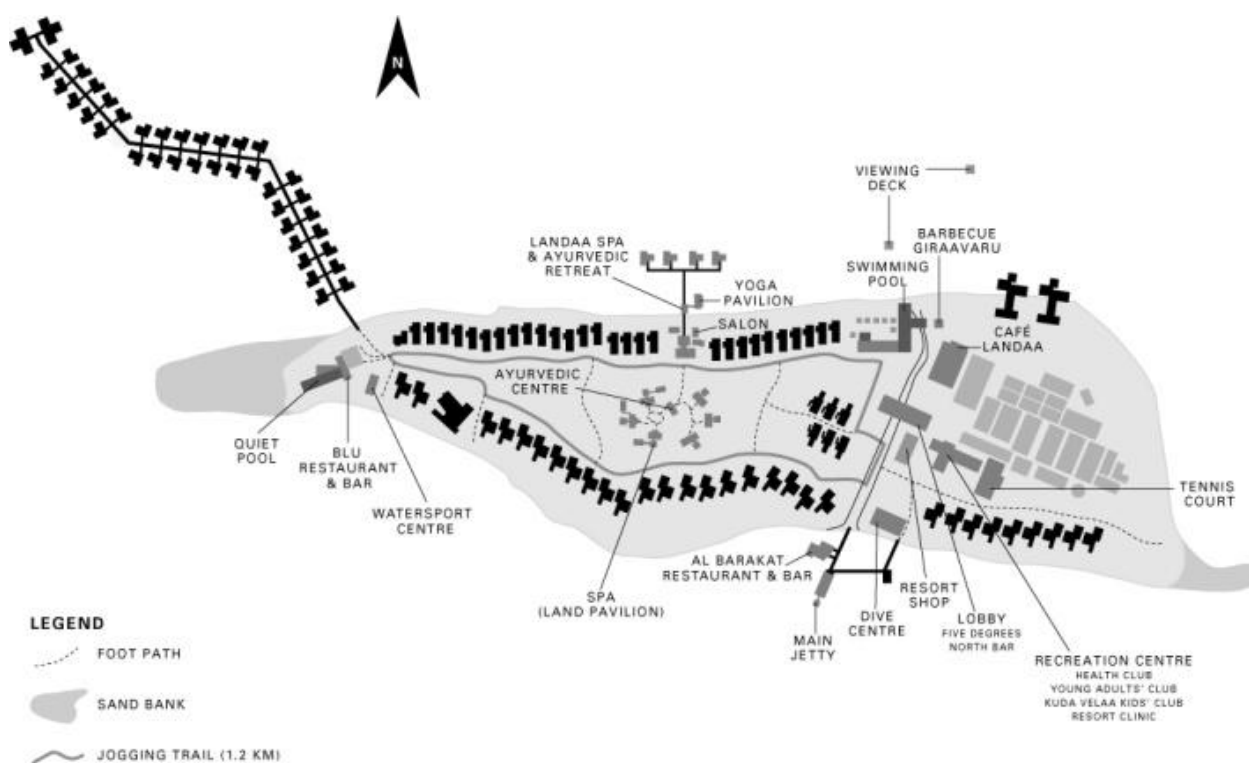 N
VIEWING
DECK
BARBECUE
GIRAAVARU
LANDAA SPA
& AYURVEDIC
RETREAT
SWIMMING
POOL
YOGA
PAVILION
SALON
CAFÉ
LANDAA
AYURVEDIC
CENTRE
QUIET
POOL
BLU
RESTAURANT
& BAR
WATERSPORT
CENTRE
TENNIS
COURT
AL BARAKAT
RESTAURANT & BAR
SPA
(LAND PAVILION)
MAIN
JETTY
DIVE
CENTRE
RESORT
SHOP
LOBBY
FIVE DEGREES
NORTH BAR
RECREATION CENTRE
HEALTH CLUB
YOUNG ADULTS' CLUB
KUDA VELAA KIDS' CLUB
RESORT CLINIC
LEGEND
FOOT PATH
SAND BANK
JOGGING TRAIL (1.2 KM)